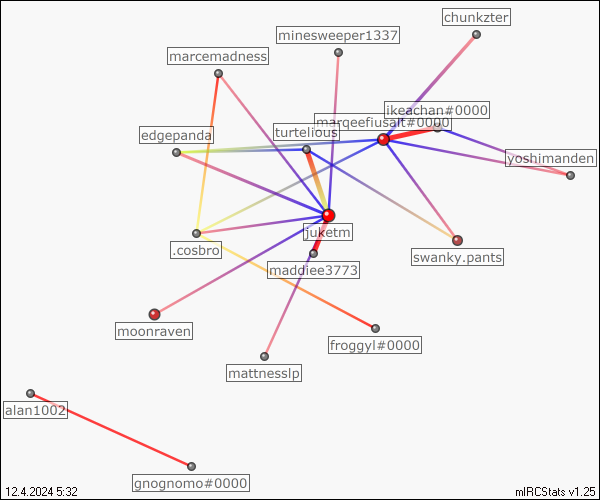 chunkzter
minesweeper1337
marcemadness
ikeachan#0000
marqeefiusalt#0000
turtelious
edgepanda
yoshimanden
juketm
.cosbro
swanky.pants
maddiee3773
moonraven
froggyl#0000
mattnesslp
alan1002
gnognomo#0000
12.4.2024 5:32
mIRCStats v1.25